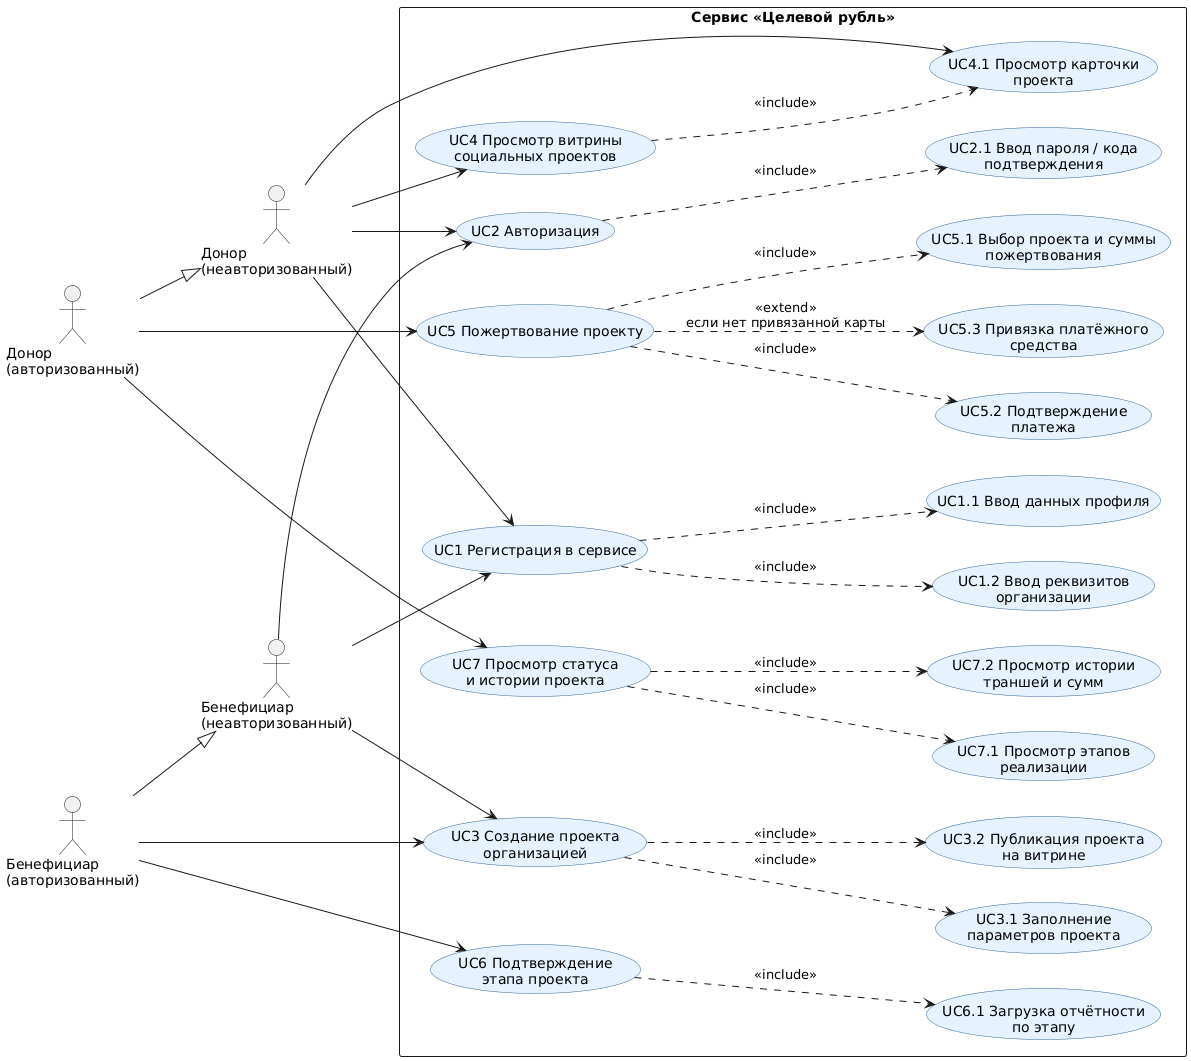 Сервис «Целевой рубль»
UC4.1 Просмотр карточки
проекта
«include»
UC4 Просмотр витрины
социальных проектов
UC2.1 Ввод пароля / кода
подтверждения
«include»
UC2 Авторизация
Донор
(неавторизованный)
UC5.1 Выбор проекта и суммы
пожертвования
«include»
«extend»
если нет привязанной карты
UC5 Пожертвование проекту
UC5.3 Привязка платёжного
средства
«include»
Донор
(авторизованный)
UC5.2 Подтверждение
платежа
UC1.1 Ввод данных профиля
«include»
UC1 Регистрация в сервисе
«include»
UC1.2 Ввод реквизитов
организации
UC7 Просмотр статуса
и истории проекта
«include»
UC7.2 Просмотр истории
траншей и сумм
«include»
Бенефициар
(неавторизованный)
UC7.1 Просмотр этапов
реализации
UC3 Создание проекта
организацией
«include»
UC3.2 Публикация проекта
на витрине
«include»
Бенефициар
(авторизованный)
UC3.1 Заполнение
параметров проекта
UC6 Подтверждение
этапа проекта
«include»
UC6.1 Загрузка отчётности
по этапу